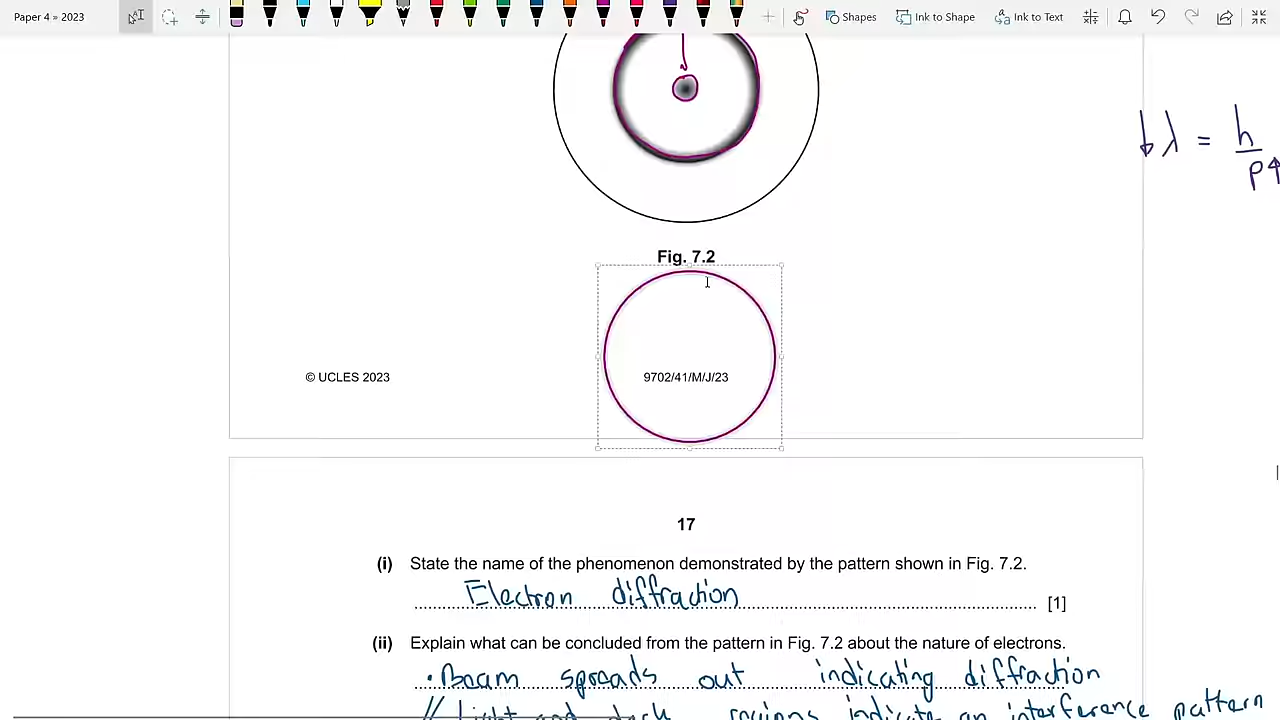 Paper 4 » 2023
Shapes
Ink to Shape
Ink to Text
↓λ = h
p↑
Fig. 7.2
© UCLES 2023
9702/41/M/J/23
17
(i) State the name of the phenomenon demonstrated by the pattern shown in Fig. 7.2.
Electron diffraction
[1]
(ii) Explain what can be concluded from the pattern in Fig. 7.2 about the nature of electrons.
• Beam spreads out indicating diffraction
// Light and dark regions indicate an interference pattern